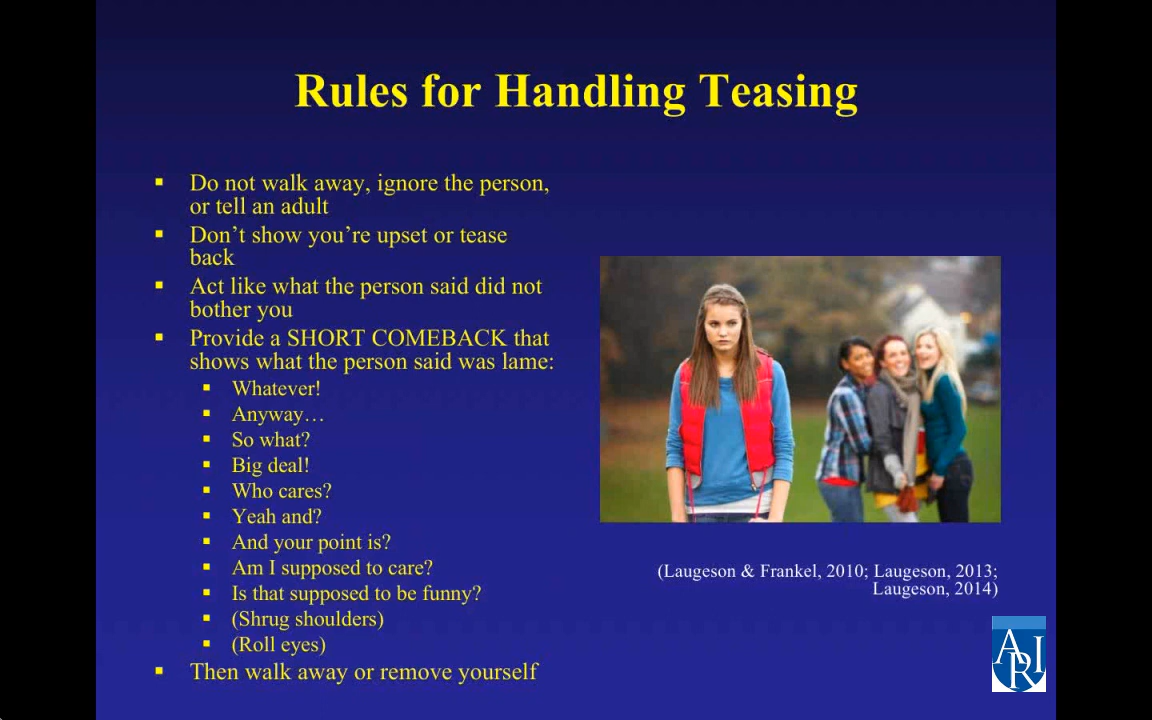 Rules for Handling Teasing
▪ Do not walk away, ignore the person,
or tell an adult
▪ Don’t show you’re upset or tease
back
▪ Act like what the person said did not
bother you
▪ Provide a SHORT COMEBACK that
shows what the person said was lame:
▪ Whatever!
▪ Anyway…
▪ So what?
▪ Big deal!
▪ Who cares?
▪ Yeah and?
▪ And your point is?
▪ Am I supposed to care?
▪ Is that supposed to be funny?
▪ (Shrug shoulders)
▪ (Roll eyes)
▪ Then walk away or remove yourself
(Laugeson & Frankel, 2010; Laugeson, 2013;
Laugeson, 2014)
ARI